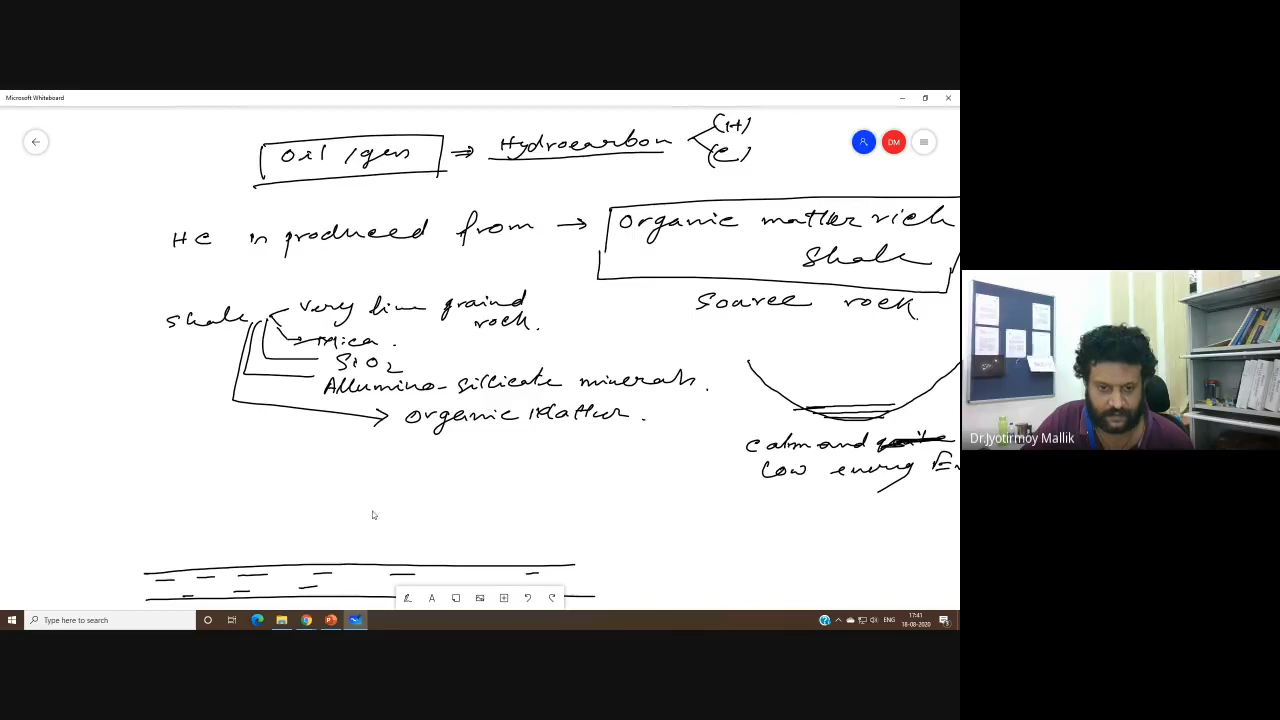 Microsoft Whiteboard
oil /gas ⇒ Hydrocarbon (H)
(C)
DM
HC is produced from → organic matter rich
Shale
Source rock.
Shale very fine grained
rock.
Mica.
SiO2
Allumino-sillicate minerals.
organic Matter.
calm and
low energy En
Dr.Jyotirmoy Mallik
Type here to search
ENG
17:41
18-08-2020